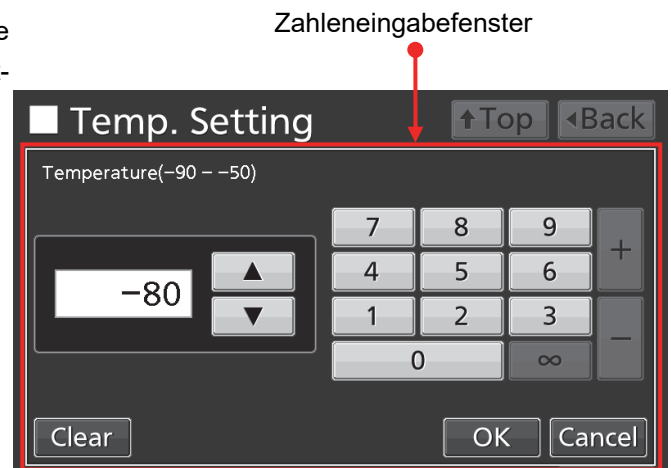 e
Zahleneingabefenster
-
Temp. Setting
↑Top
◂Back
Temperature(−90 – −50)
7 8 9 +
−80 ▲ 4 5 6
▼ 1 2 3 −
0 ∞
Clear
OK
Cancel